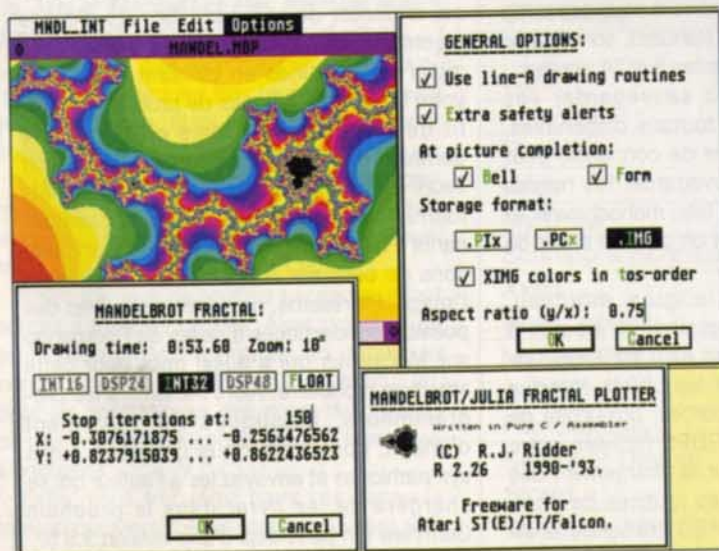 MNDL_INT File Edit Options
MANDEL.MBP
GENERAL OPTIONS:
Use line-A drawing routines
Extra safety alerts
At picture completion:
Bell Form
Storage format:
.PIx .PCx .IMG
XIMG colors in tos-order
Aspect ratio (y/x): 0.75
OK Cancel
MANDELBROT FRACTAL:
Drawing time: 0:53.60 Zoom: 10"
INT16 DSP24 INT32 DSP48 FLOAT
Stop iterations at: 150
X: -0.3076171875 ... -0.2563476562
Y: +0.8237915039 ... +0.8622436523
OK Cancel
MANDELBROT/JULIA FRACTAL PLOTTER
Written in Pure C / Assembler
(C) R.J. Ridder
R 2.26 1990-'93.
Freeware for
Atari ST(E)/TT/Falcon.